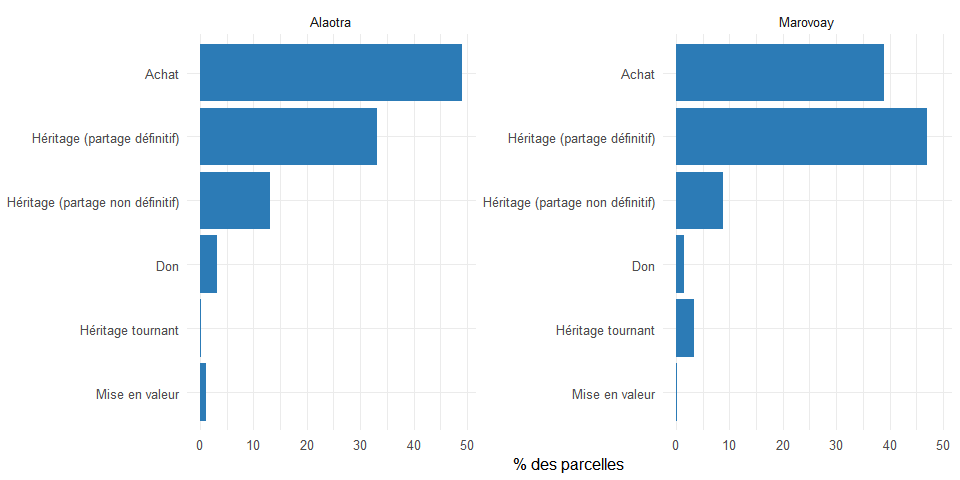 Alaotra
Achat
Héritage (partage définitif)
Héritage (partage non définitif)
Don
Héritage tournant
Mise en valeur
0 10 20 30 40 50
Marovoay
Achat
Héritage (partage définitif)
Héritage (partage non définitif)
Don
Héritage tournant
Mise en valeur
0 10 20 30 40 50
% des parcelles